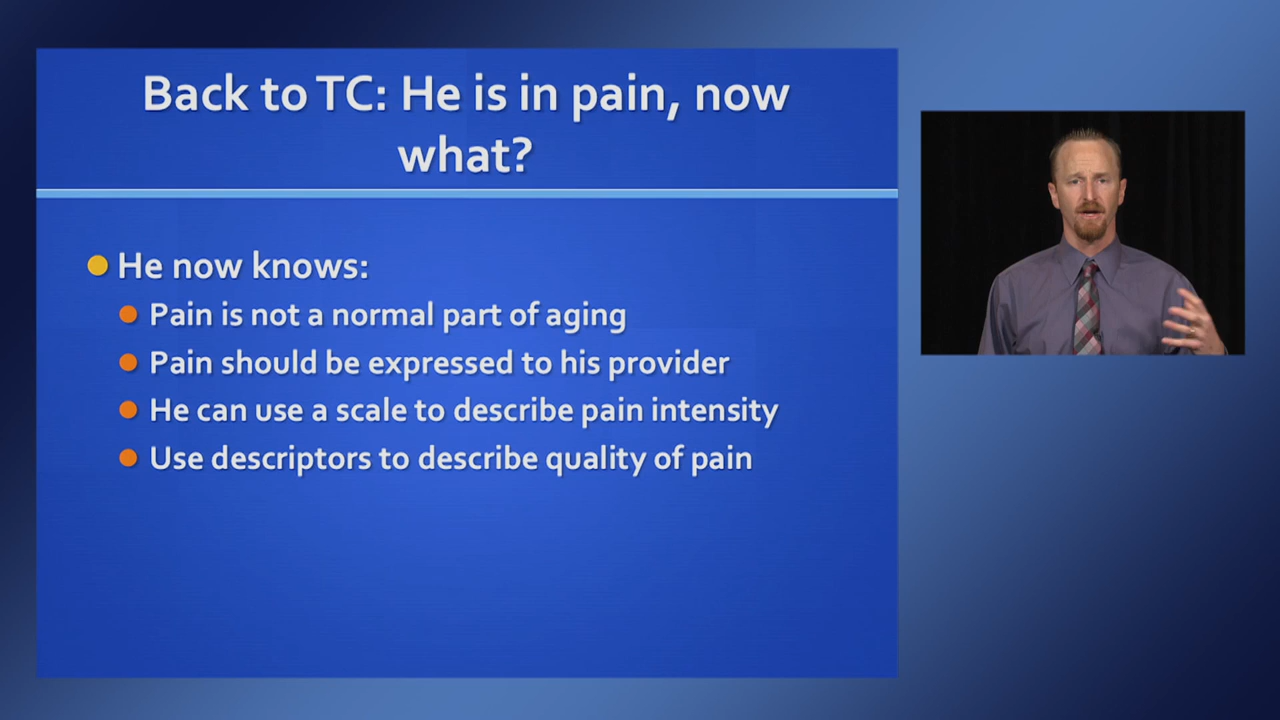 Back to TC: He is in pain, now
what?
He now knows:
Pain is not a normal part of aging
Pain should be expressed to his provider
He can use a scale to describe pain intensity
Use descriptors to describe quality of pain